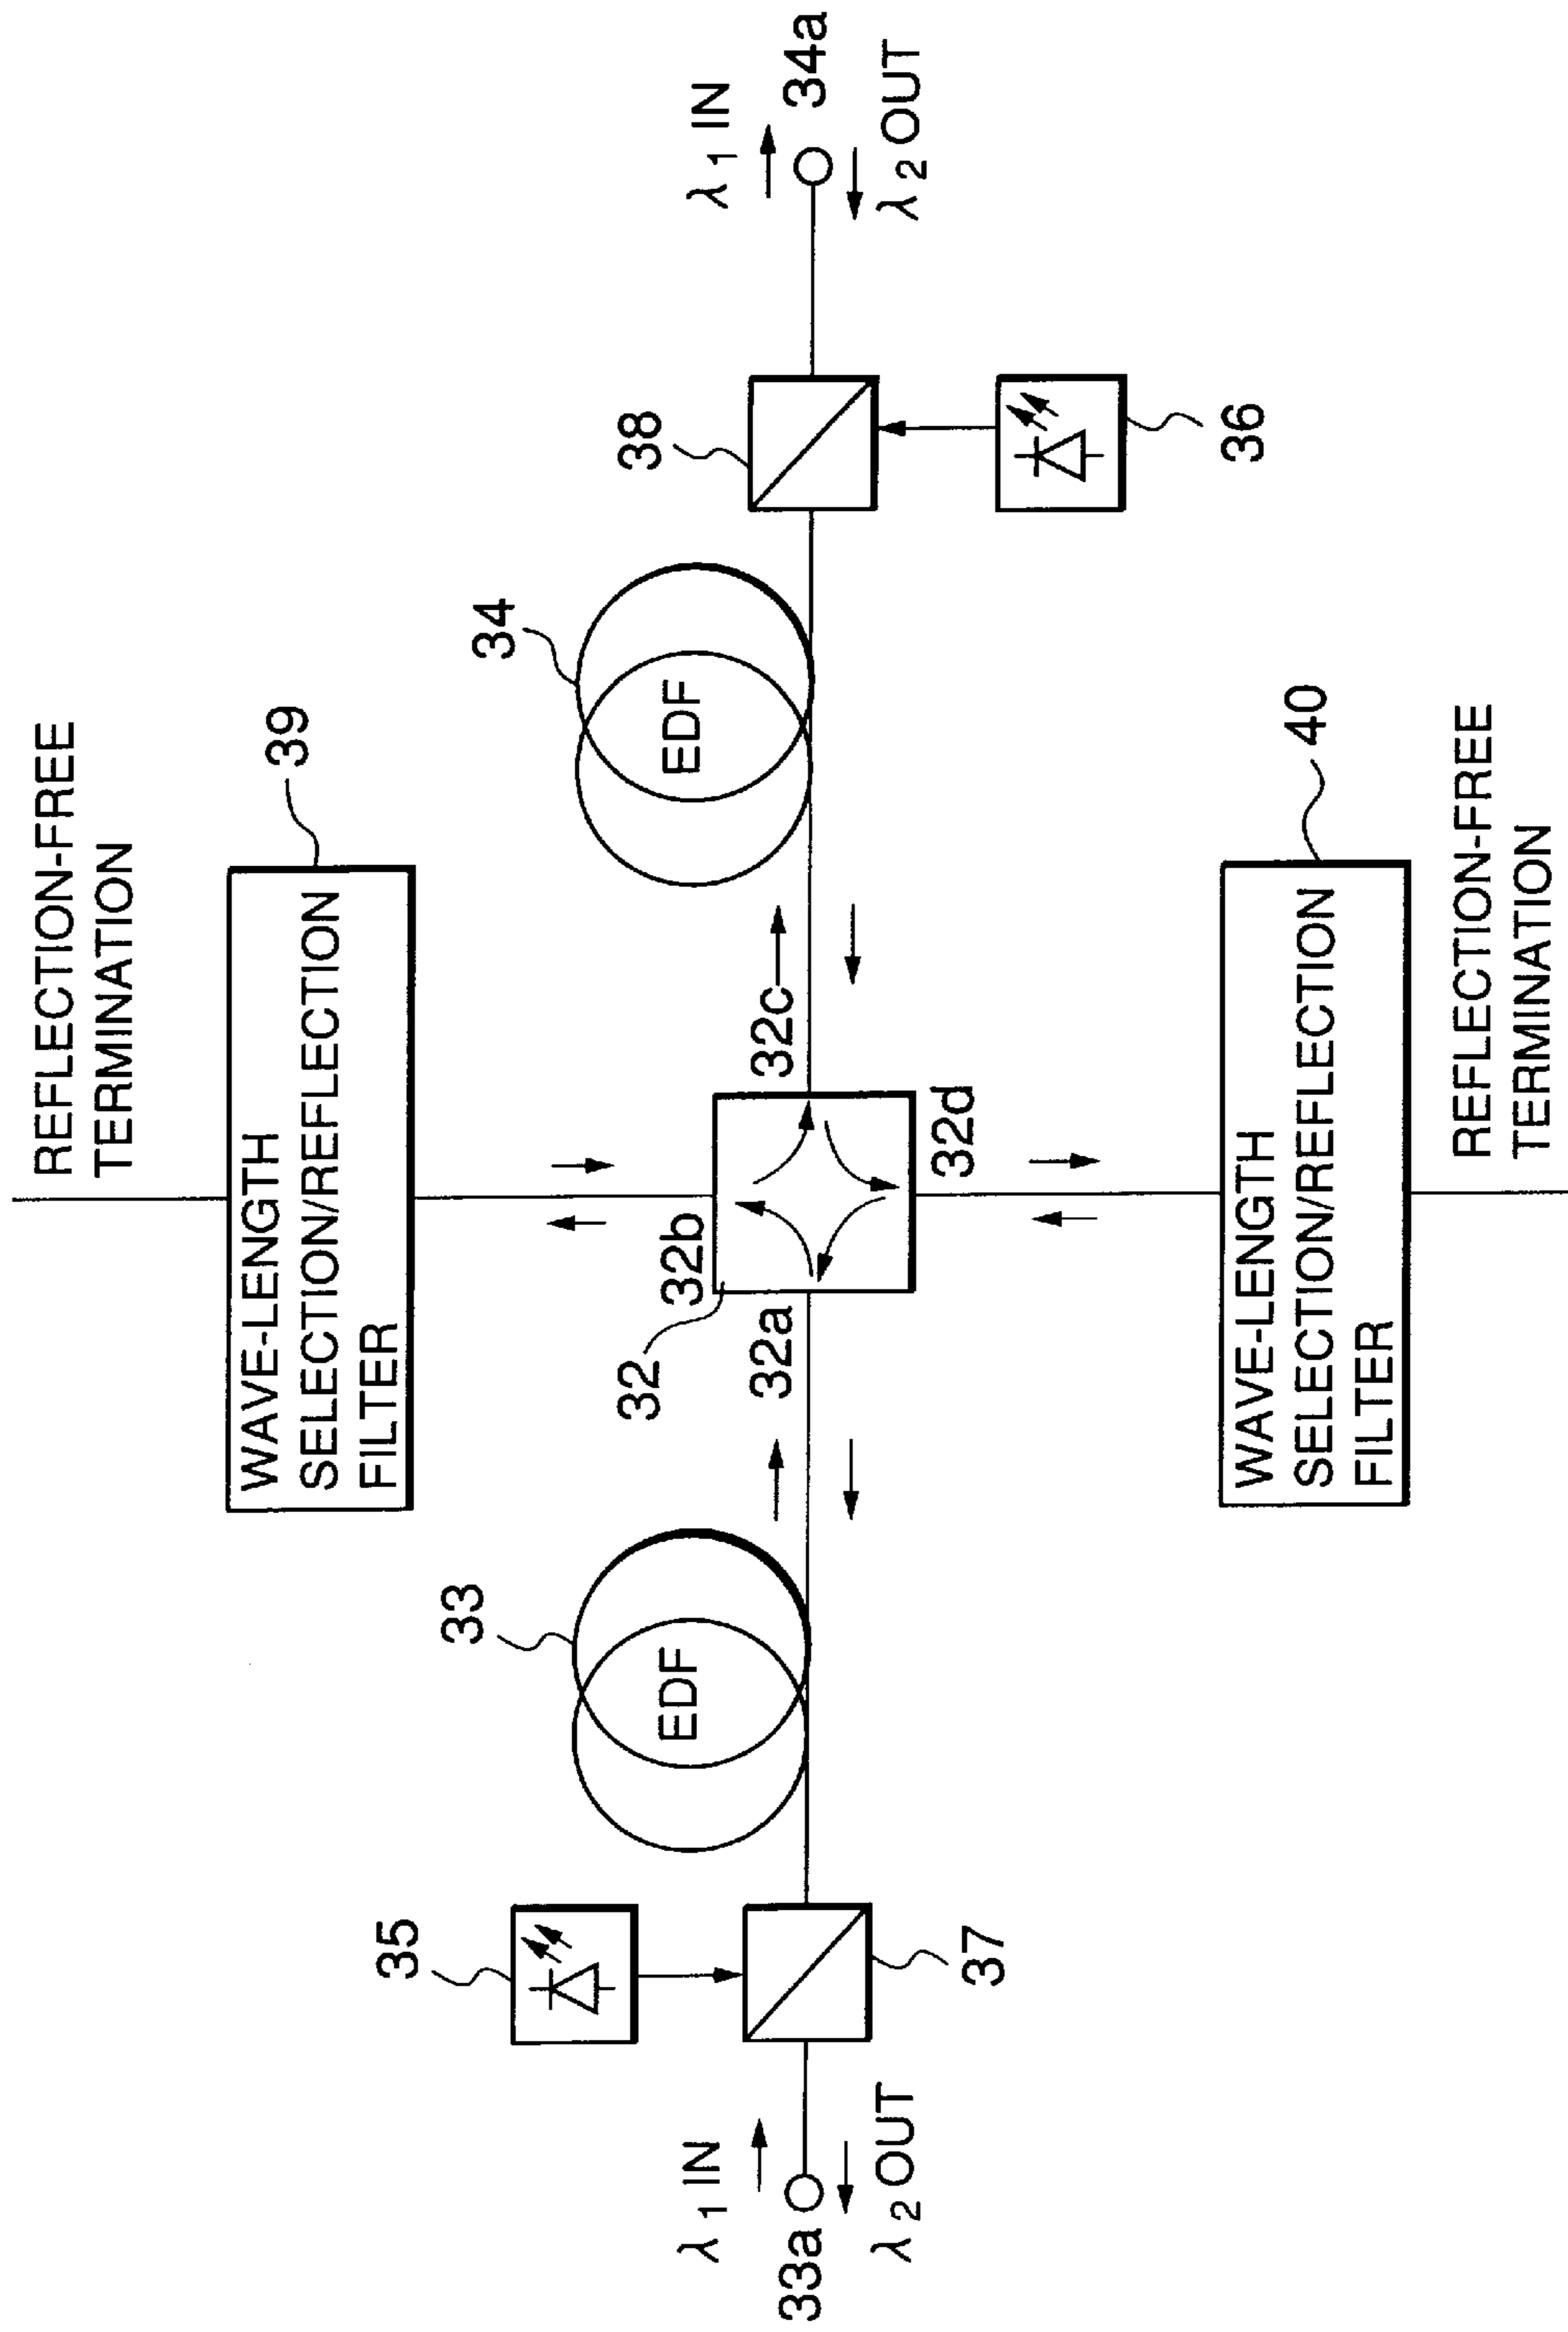 REFLECTION-FREE
TERMINATION
39
WAVE-LENGTH
SELECTION/REFLECTION
FILTER
33
EDF
34
EDF
35
37
38
36
λ1 IN
33a
λ2 OUT
λ1 IN
34a
λ2 OUT
32
32a
32b
32c
32d
40
WAVE-LENGTH
SELECTION/REFLECTION
FILTER
REFLECTION-FREE
TERMINATION